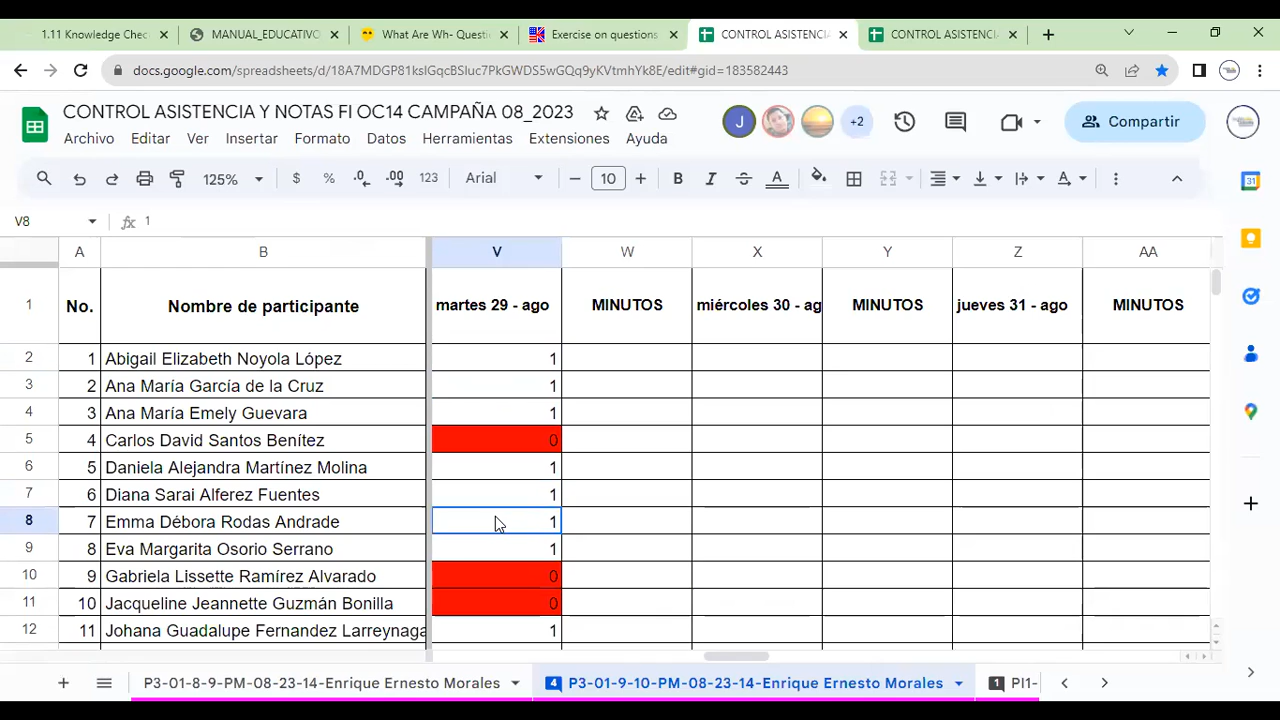 1.11 Knowledge Chec
MANUAL_EDUCATIVO
What Are Wh- Questi
Exercise on questions
CONTROL ASISTENCIA
CONTROL ASISTENCIA
docs.google.com/spreadsheets/d/18A7MDGP81kslGqcBSIuc7PkGWDS5wGQq9yKVtmhYk8E/edit#gid=183582443
CONTROL ASISTENCIA Y NOTAS FI OC14 CAMPAÑA 08_2023
J +2 Compartir
Archivo Editar Ver Insertar Formato Datos Herramientas Extensiones Ayuda
125% $ % .0 .00 123 Arial 10 B I A A
V8 fx 1
A B V W X Y Z AA
1 No. Nombre de participante martes 29 - ago MINUTOS miércoles 30 - ag MINUTOS jueves 31 - ago MINUTOS
2 1 Abigail Elizabeth Noyola López 1
3 2 Ana María García de la Cruz 1
4 3 Ana María Emely Guevara 1
5 4 Carlos David Santos Benítez 0
6 5 Daniela Alejandra Martínez Molina 1
7 6 Diana Sarai Alferez Fuentes 1
8 7 Emma Débora Rodas Andrade 1
9 8 Eva Margarita Osorio Serrano 1
10 9 Gabriela Lissette Ramírez Alvarado 0
11 10 Jacqueline Jeannette Guzmán Bonilla 0
12 11 Johana Guadalupe Fernandez Larreynaga 1
P3-01-8-9-PM-08-23-14-Enrique Ernesto Morales 4 P3-01-9-10-PM-08-23-14-Enrique Ernesto Morales 1 PI1-